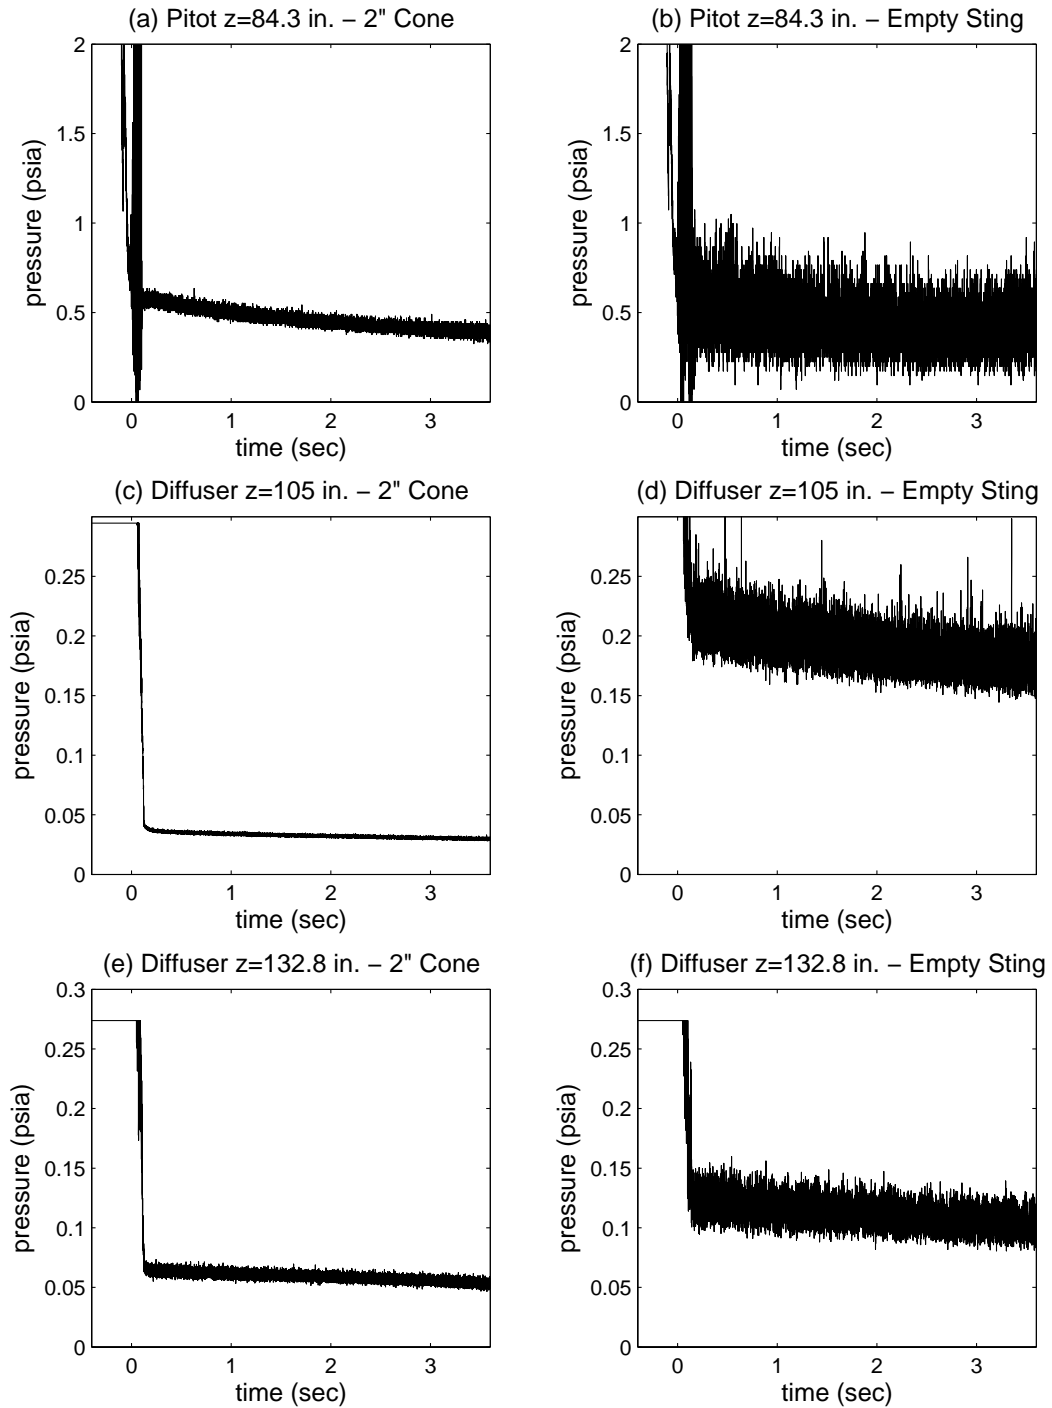 (a) Pitot z=84.3 in. − 2" Cone
2
1.5
1
0.5
0
pressure (psia)
0 1 2 3
time (sec)
(b) Pitot z=84.3 in. − Empty Sting
2
1.5
1
0.5
0
pressure (psia)
0 1 2 3
time (sec)
(c) Diffuser z=105 in. − 2" Cone
0.25
0.2
0.15
0.1
0.05
0
pressure (psia)
0 1 2 3
time (sec)
(d) Diffuser z=105 in. − Empty Sting
0.25
0.2
0.15
0.1
0.05
0
pressure (psia)
0 1 2 3
time (sec)
(e) Diffuser z=132.8 in. − 2" Cone
0.3
0.25
0.2
0.15
0.1
0.05
0
pressure (psia)
0 1 2 3
time (sec)
(f) Diffuser z=132.8 in. − Empty Sting
0.3
0.25
0.2
0.15
0.1
0.05
0
pressure (psia)
0 1 2 3
time (sec)